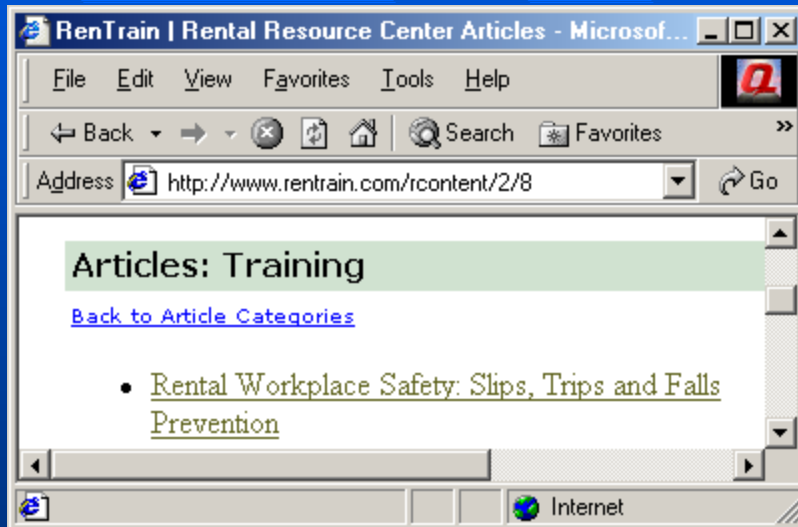 RenTrain | Rental Resource Center Articles - Microsof...
File Edit View Favorites Tools Help
Back Search Favorites »
Address http://www.rentrain.com/rcontent/2/8 Go
Articles: Training
Back to Article Categories
• Rental Workplace Safety: Slips, Trips and Falls
Prevention
Internet